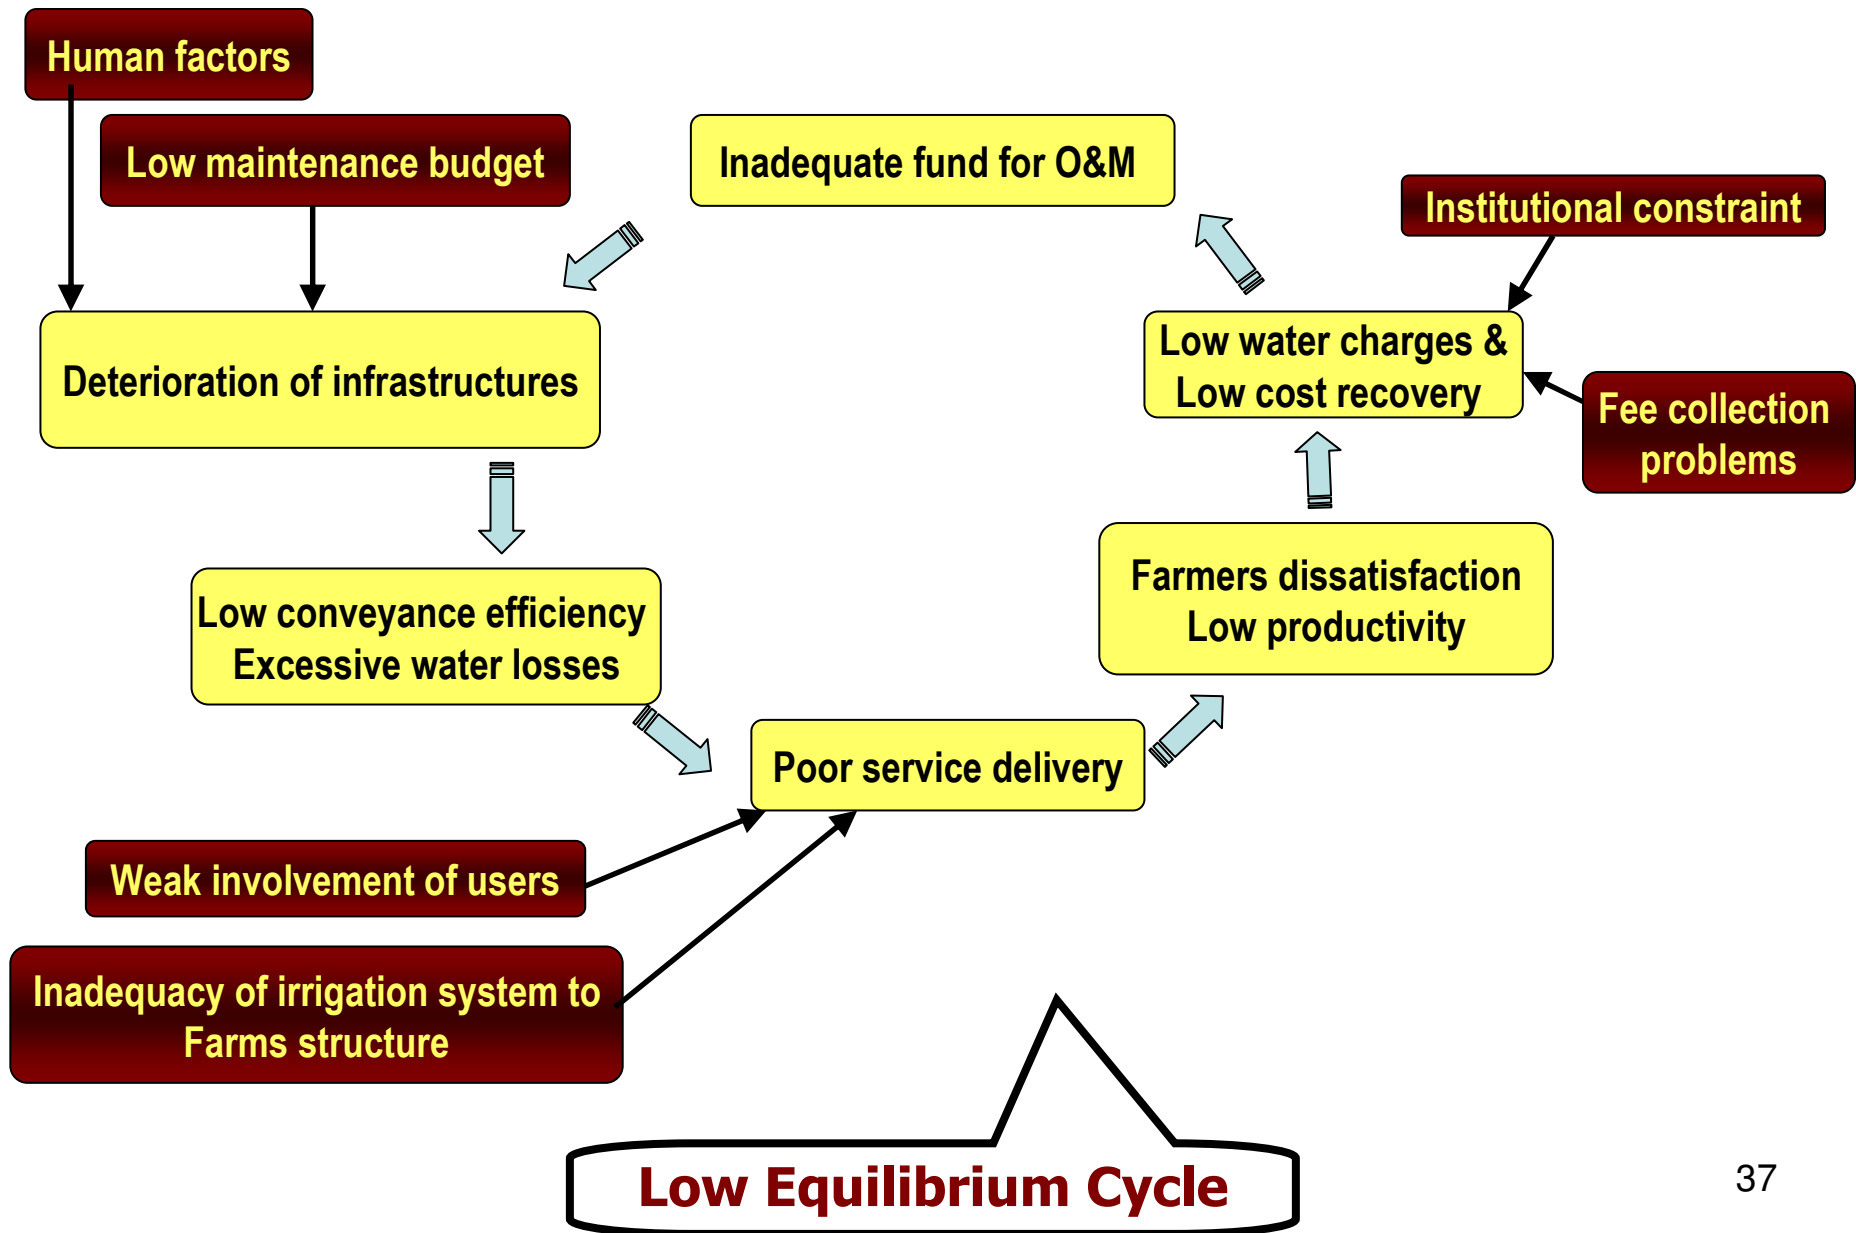 Human factors
Low maintenance budget
Inadequate fund for O&M
Institutional constraint
Deterioration of infrastructures
Low water charges &
Low cost recovery
Fee collection
problems
Low conveyance efficiency
Excessive water losses
Farmers dissatisfaction
Low productivity
Poor service delivery
Weak involvement of users
Inadequacy of irrigation system to
Farms structure
Low Equilibrium Cycle
37